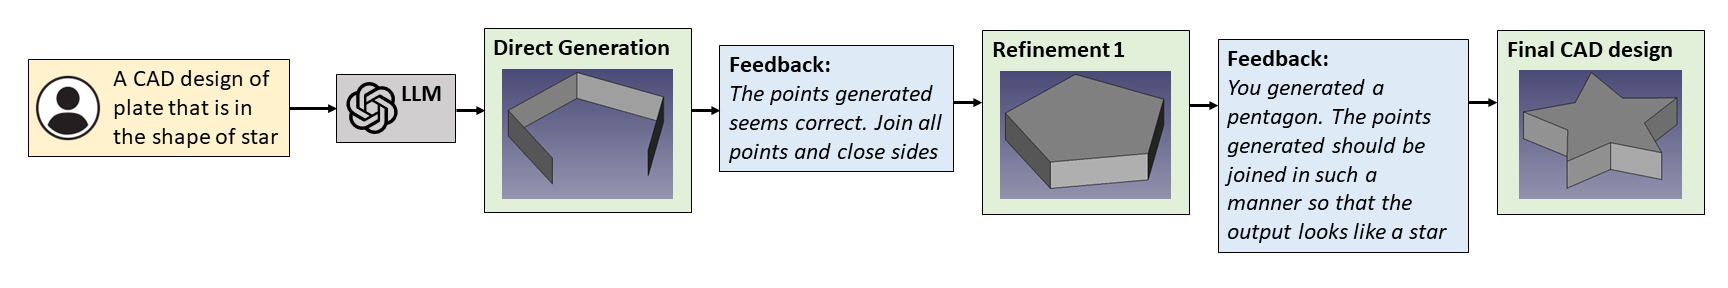 A CAD design of
plate that is in
the shape of star
LLM
Direct Generation
Feedback:
The points generated
seems correct. Join all
points and close sides
Refinement 1
Feedback:
You generated a
pentagon. The points
generated should be
joined in such a
manner so that the
output looks like a star
Final CAD design